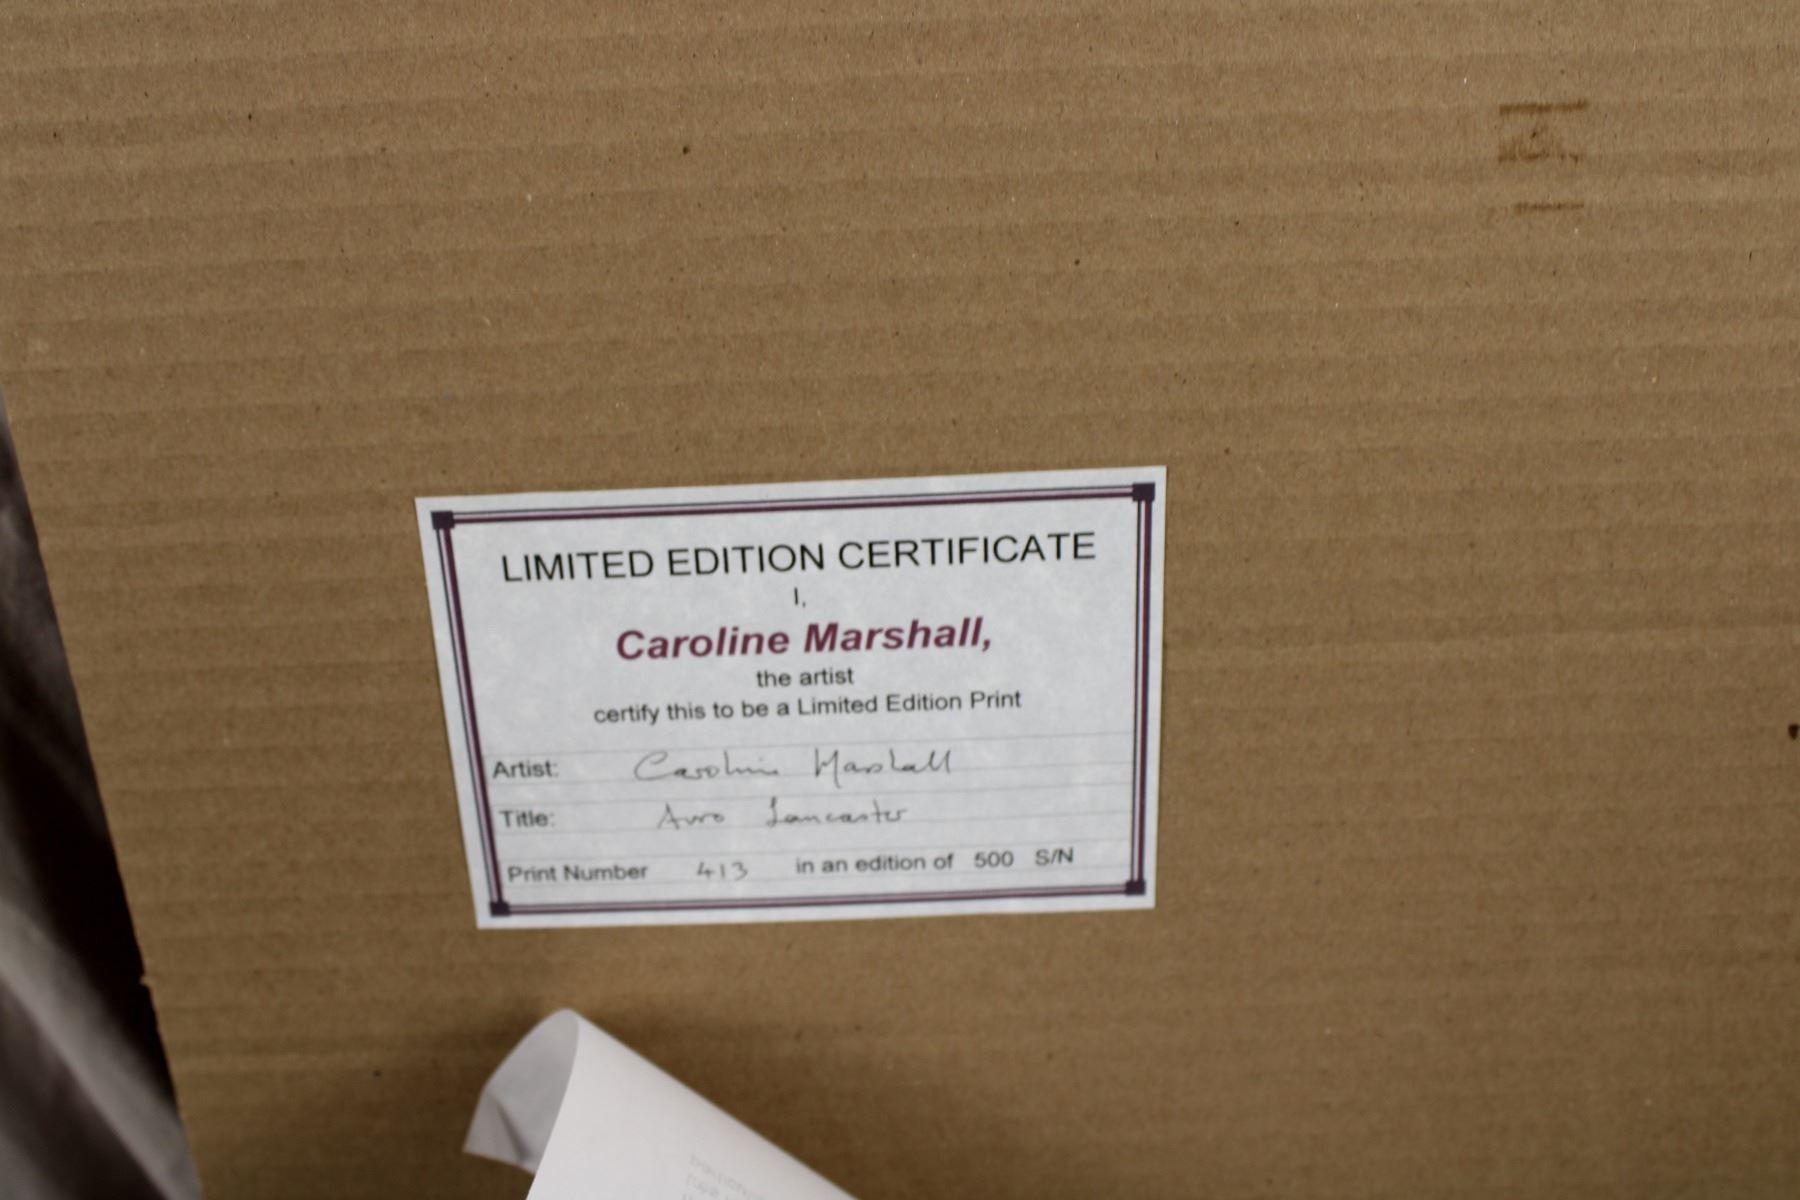 LIMITED EDITION CERTIFICATE
I,
Caroline Marshall,
the artist
certify this to be a Limited Edition Print
Artist: Caroline Marshall
Title: Avro Lancaster
Print Number 413 in an edition of 500 S/N